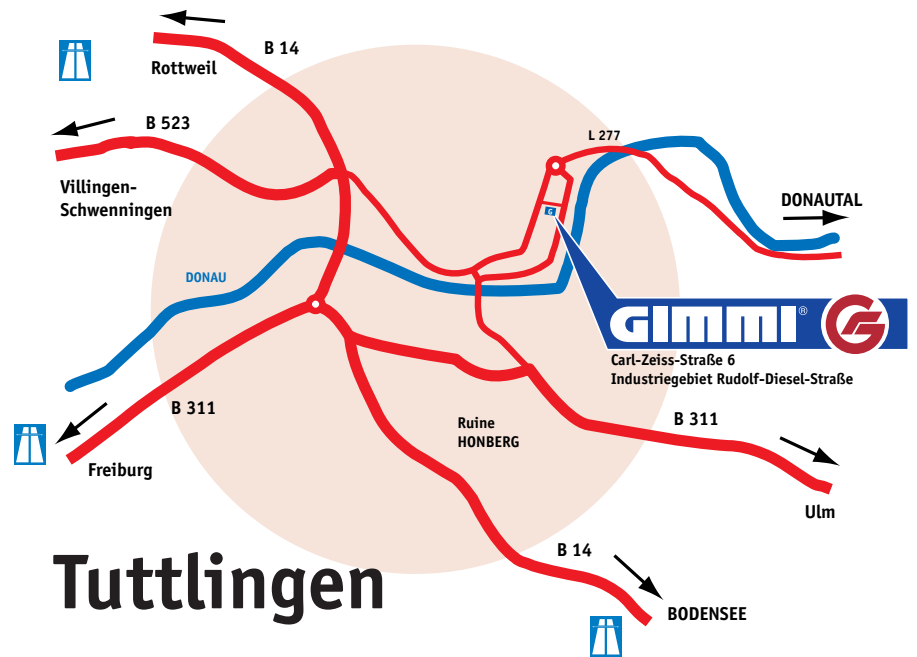 B 14
Rottweil
B 523
Villingen-
Schwenningen
L 277
DONAUTAL
G
DONAU
GIMMI® G
Carl-Zeiss-Straße 6
Industriegebiet Rudolf-Diesel-Straße
B 311
Ruine
HONBERG
B 311
Freiburg
Ulm
B 14
Tuttlingen
BODENSEE